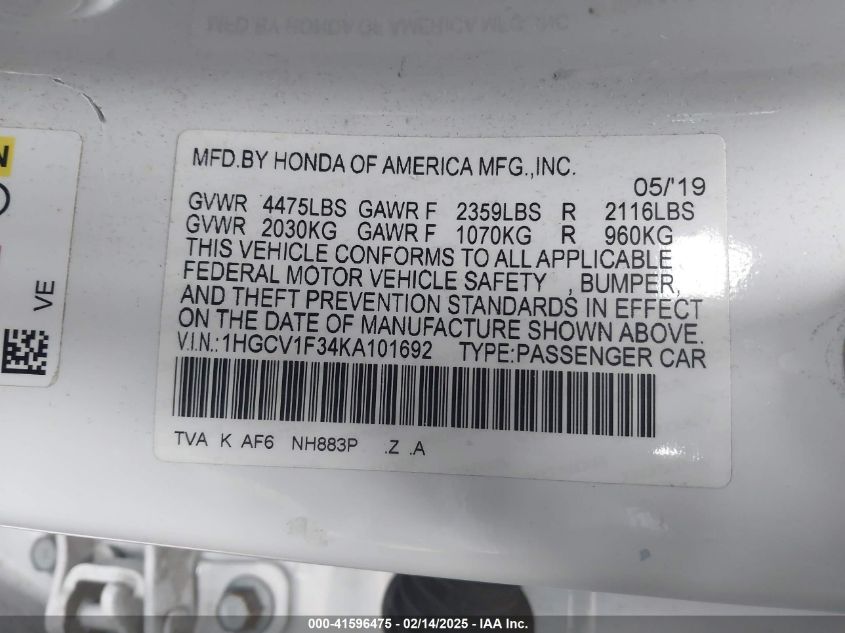 MFD.BY HONDA OF AMERICA MFG.,INC.
05/'19
GVWR 4475LBS GAWR F 2359LBS R 2116LBS
GVWR 2030KG GAWR F 1070KG R 960KG
THIS VEHICLE CONFORMS TO ALL APPLICABLE
FEDERAL MOTOR VEHICLE SAFETY , BUMPER,
AND THEFT PREVENTION STANDARDS IN EFFECT
ON THE DATE OF MANUFACTURE SHOWN ABOVE.
V.I.N.:1HGCV1F34KA101692 TYPE:PASSENGER CAR
TVA K AF6 NH883P .Z .A
N
VE
000-41596475 — 02/14/2025 — IAA Inc.